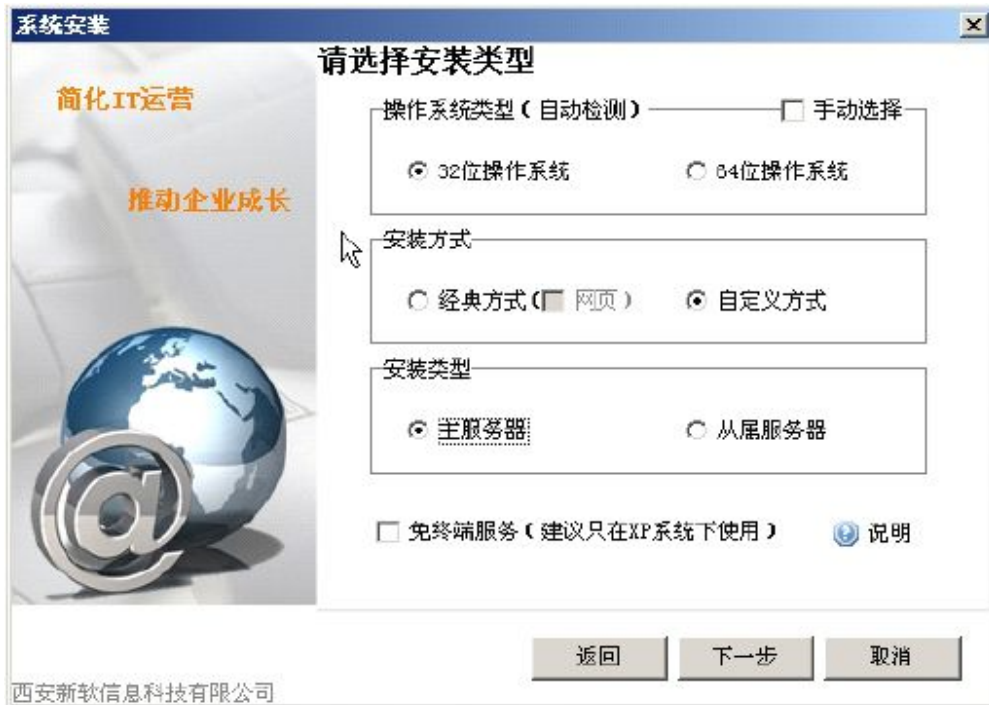 系统安装
请选择安装类型
简化IT运营
推动企业成长
操作系统类型(自动检测) 手动选择
32位操作系统 64位操作系统
安装方式
经典方式(网页) 自定义方式
安装类型
主服务器 从属服务器
免终端服务(建议只在XP系统下使用) 说明
返回 下一步 取消
西安新软信息科技有限公司